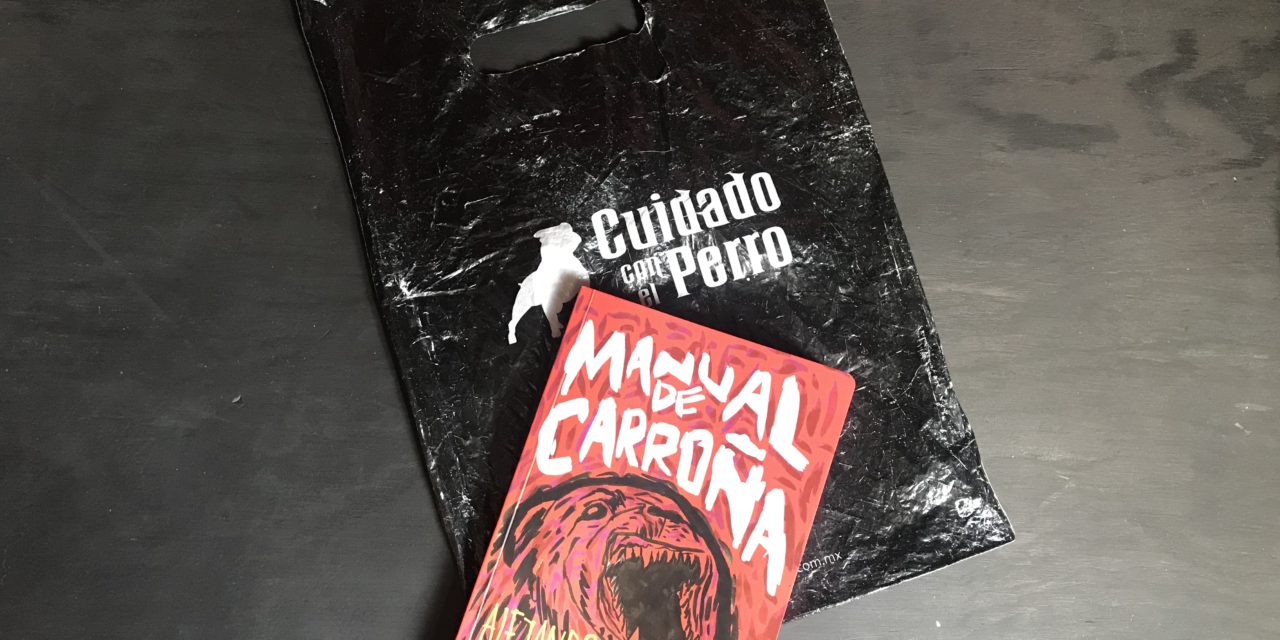 Cuidado
con Perro
el
MANUAL
DE
CARROÑA
.com.mx